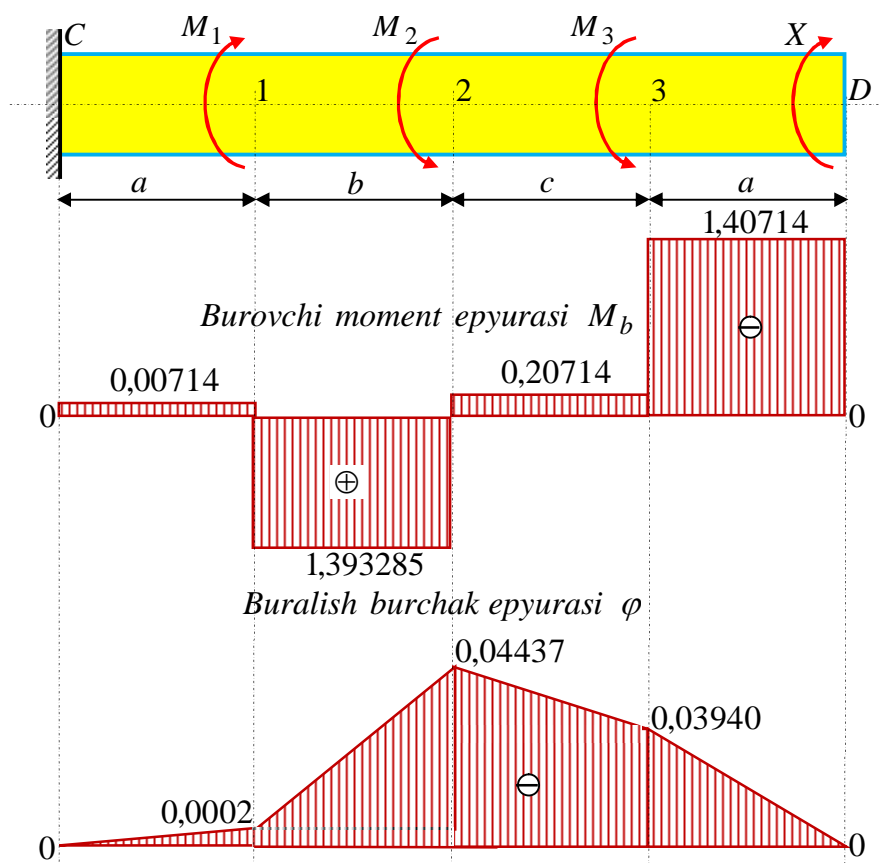 C M₁ M₂ M₃ X
1 2 3 D
a b c a
1,40714
Burovchi moment epyurasi M_b
0,00714 0,20714
0 0
⊖
⊕
1,393285
Buralish burchak epyurasi φ
0,04437
0,03940
⊖
0,0002
0 0